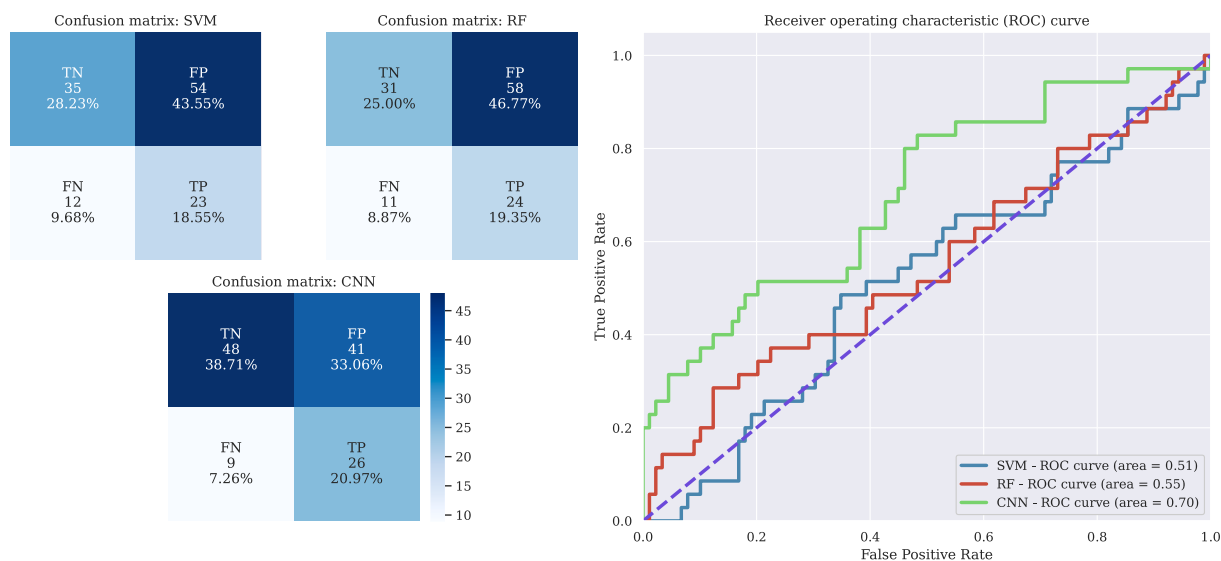 Confusion matrix: SVM
TN
35
28.23%
FP
54
43.55%
FN
12
9.68%
TP
23
18.55%
Confusion matrix: RF
TN
31
25.00%
FP
58
46.77%
FN
11
8.87%
TP
24
19.35%
Confusion matrix: CNN
TN
48
38.71%
FP
41
33.06%
FN
9
7.26%
TP
26
20.97%
45
40
35
30
25
20
15
10
Receiver operating characteristic (ROC) curve
True Positive Rate
1.0
0.8
0.6
0.4
0.2
0.0
SVM - ROC curve (area = 0.51)
RF - ROC curve (area = 0.55)
CNN - ROC curve (area = 0.70)
0.0 0.2 0.4 0.6 0.8 1.0
False Positive Rate